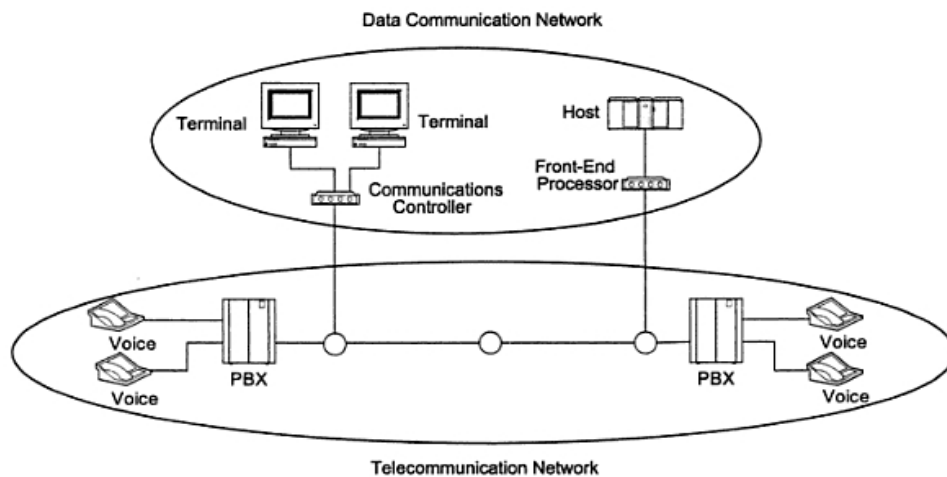 Data Communication Network
Terminal
Terminal
Host
Communications
Controller
Front-End
Processor
Voice
Voice
PBX
PBX
Voice
Voice
Telecommunication Network